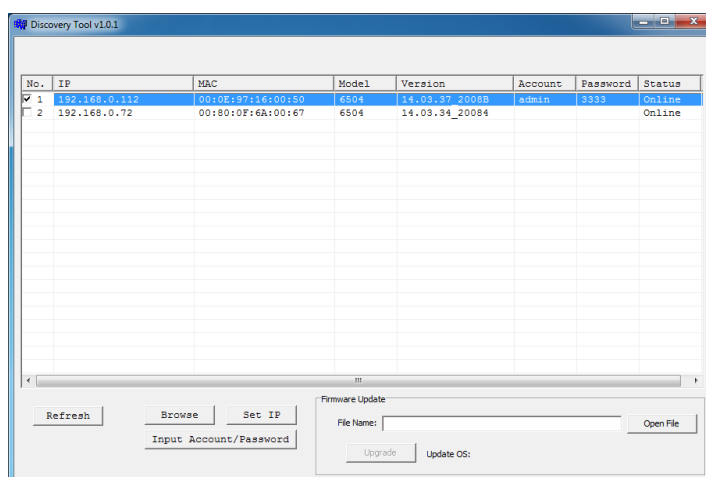 Discovery Tool v1.0.1
No. IP MAC Model Version Account Password Status
1 192.168.0.112 00:0E:97:16:00:50 6504 14.03.37_2008B admin 3333 Online
2 192.168.0.72 00:80:0F:6A:00:67 6504 14.03.34_20084 Online
Firmware Update
Refresh Browse Set IP File Name: Open File
Input Account/Password
Upgrade Update OS: